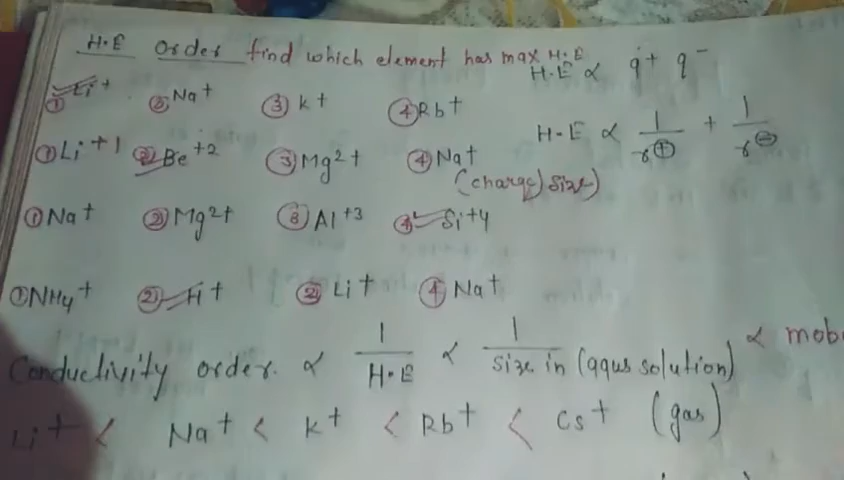 H.E Order find which element has max H.E
H.E ∝ q+ q-
① Li+ ② Na+ ③ K+ ④ Rb+
H.E ∝ 1/r⊕ + 1/r⊖
① Li+1 ② Be+2 ③ Mg2+ ④ Na+
(charge) size)
① Na+ ② Mg2+ ③ Al+3 ④ Si+4
① NH4+ ② H+ ② Li+ ④ Na+
Conductivity order ∝ 1/H.E ∝ 1/size in (aqus solution) ∝ mob
Li+ < Na+ < K+ < Rb+ < Cs+ (gas)